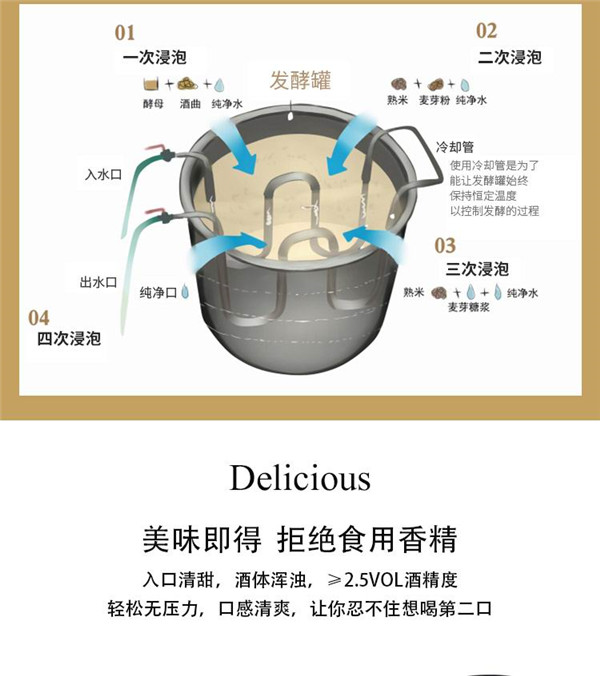 01
一次浸泡
酵母 + 酒曲 + 纯净水
02
二次浸泡
熟米 + 麦芽粉 + 纯净水
发酵罐
入水口
冷却管
使用冷却管是为了
能让发酵罐始终
保持恒定温度
以控制发酵的过程
出水口
纯净口
03
三次浸泡
熟米 + + 纯净水
麦芽糖浆
04
四次浸泡
Delicious
美味即得 拒绝食用香精
入口清甜，酒体浑浊，≥2.5VOL酒精度
轻松无压力，口感清爽，让你忍不住想喝第二口